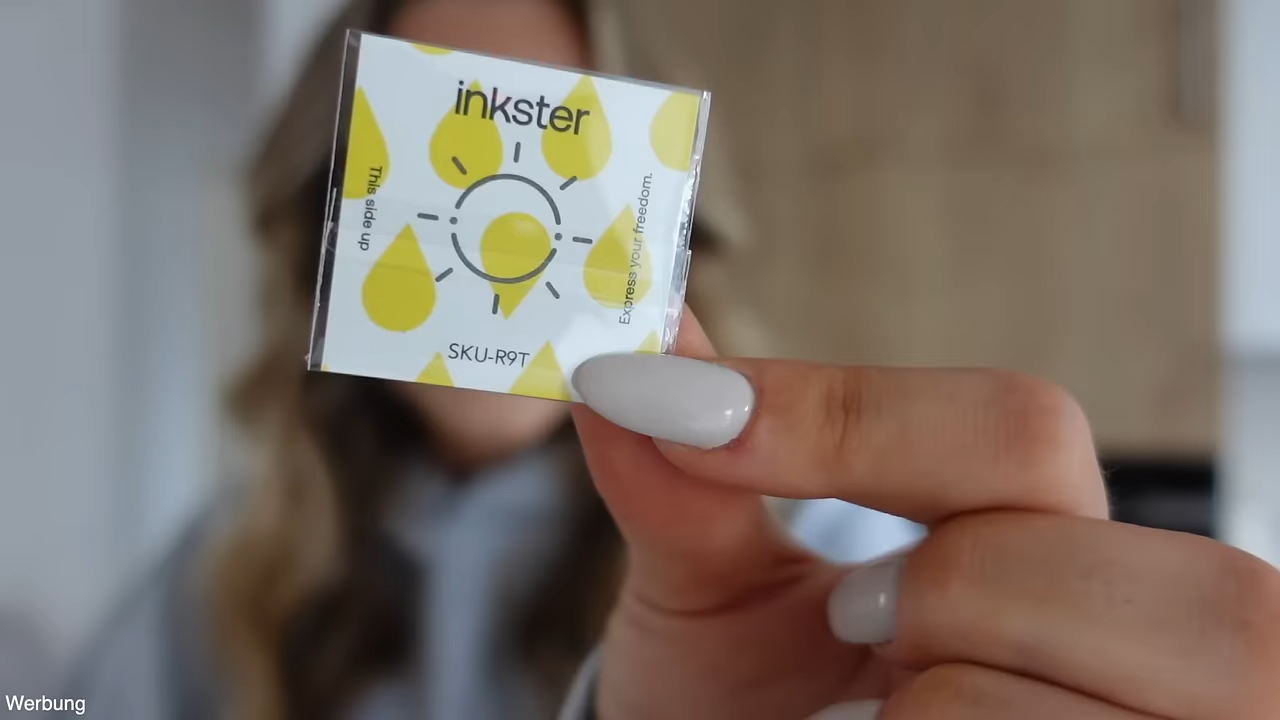 inkster
This side up
Express your freedom.
SKU-R9T
Werbung